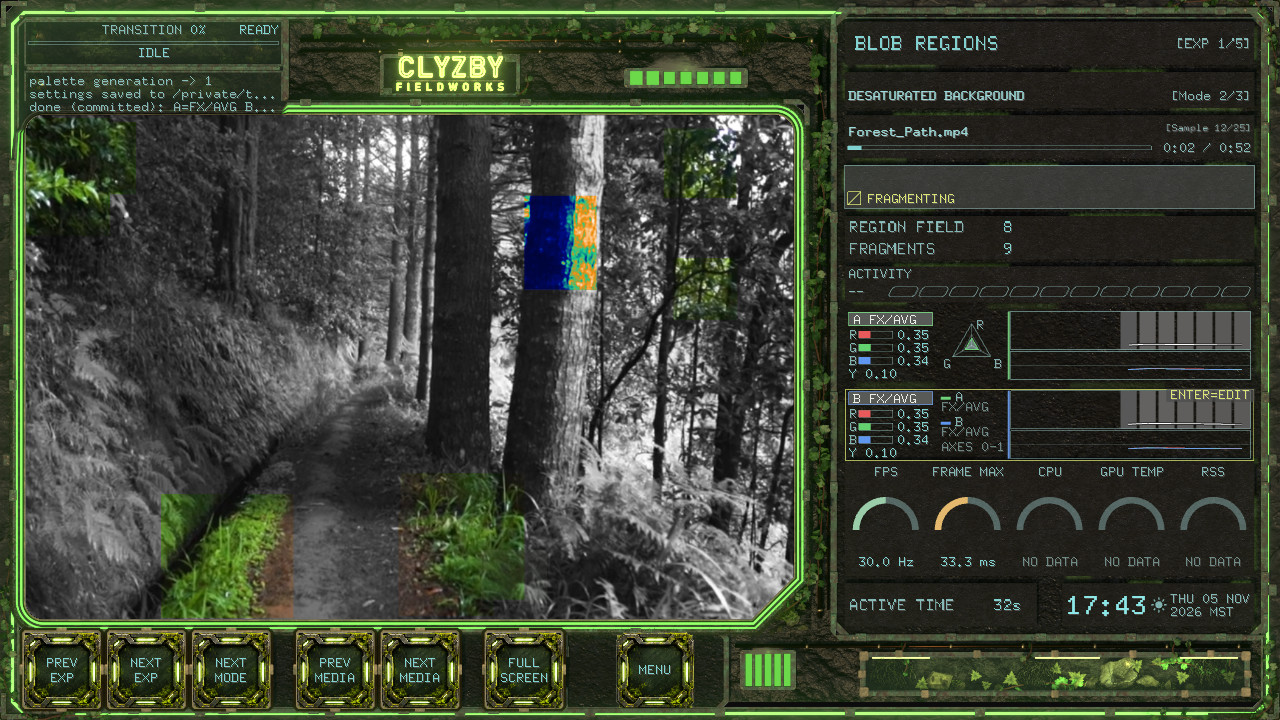 TRANSITION 0% READY
IDLE
palette generation -> 1
settings saved to /private/t...
done (committed): A=FX/AVG B...
CLYZBY
FIELDWORKS
BLOB REGIONS [EXP 1/5]
DESATURATED BACKGROUND [Mode 2/3]
Forest_Path.mp4 [Sample 12/25]
0:02 / 0:52
FRAGMENTING
REGION FIELD 8
FRAGMENTS 9
ACTIVITY
--
A FX/AVG
R 0.35
G 0.35
B 0.34
Y 0.10
R
G B
B FX/AVG
R 0.35
G 0.35
B 0.34
Y 0.10
A
FX/AVG
B
FX/AVG
AXES 0-1
ENTER=EDIT
FPS FRAME MAX CPU GPU TEMP RSS
30.0 Hz 33.3 ms NO DATA NO DATA NO DATA
ACTIVE TIME 32s
17:43 THU 05 NOV
2026 MST
PREV EXP
NEXT EXP
NEXT MODE
PREV MEDIA
NEXT MEDIA
FULL SCREEN
MENU